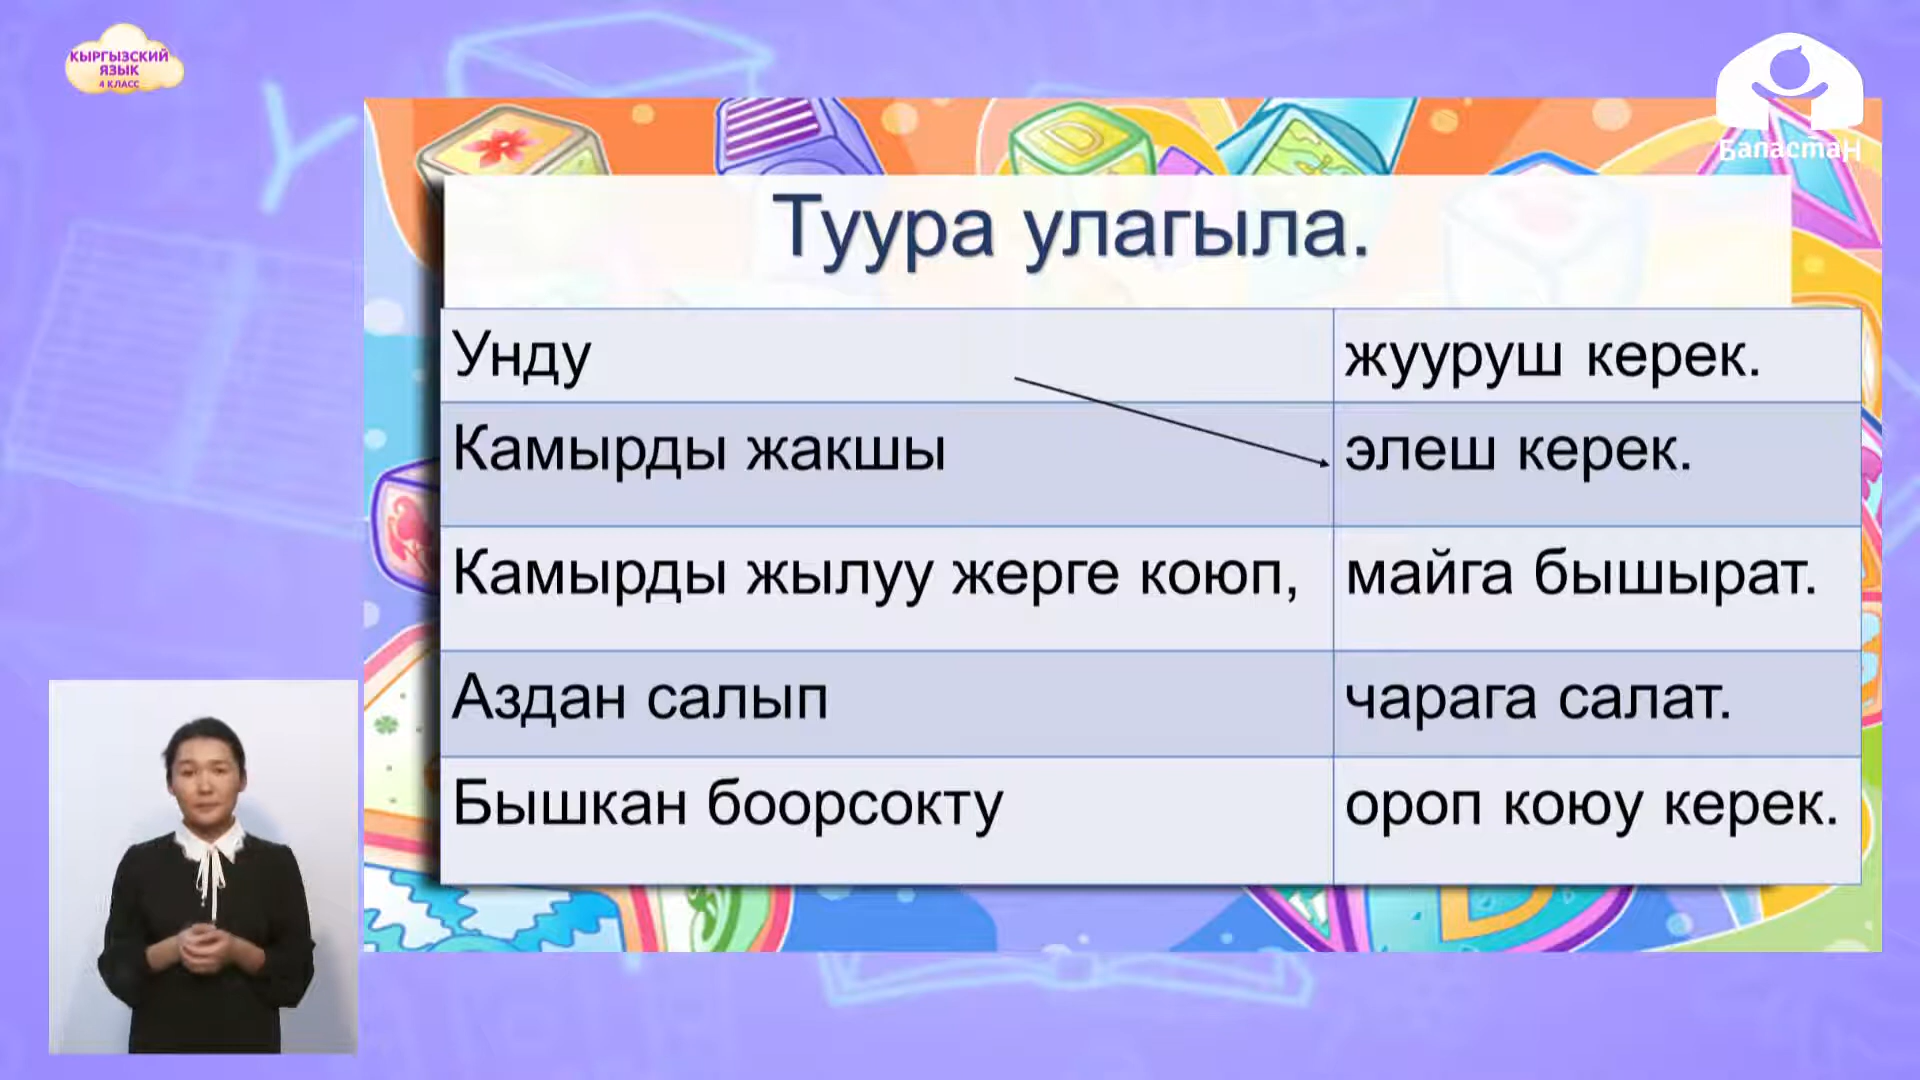 КЫРГЫЗСКИЙ
ЯЗЫК
4 КЛАСС
Баластан
Туура улагыла.
Унду жууруш керек.
Камырды жакшы элеш керек.
Камырды жылуу жерге коюп, майга бышырат.
Аздан салып чарага салат.
Бышкан боорсокту ороп коюу керек.